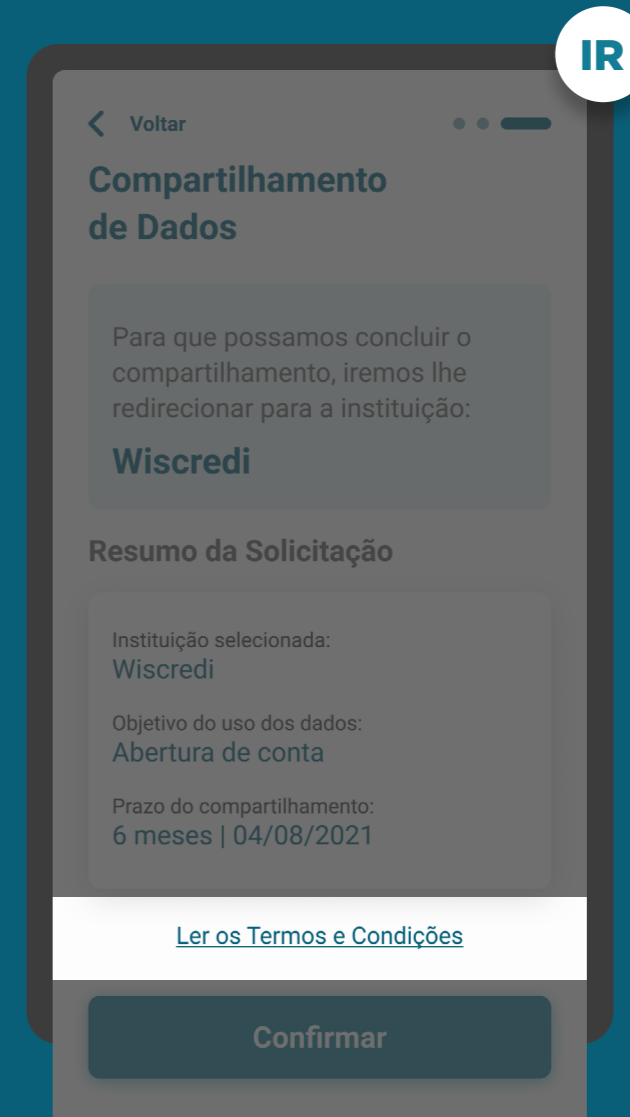 IR
Voltar
Compartilhamento
de Dados
Para que possamos concluir o
compartilhamento, iremos lhe
redirecionar para a instituição:
Wiscredi
Resumo da Solicitação
Instituição selecionada:
Wiscredi
Objetivo do uso dos dados:
Abertura de conta
Prazo do compartilhamento:
6 meses | 04/08/2021
Ler os Termos e Condições
Confirmar